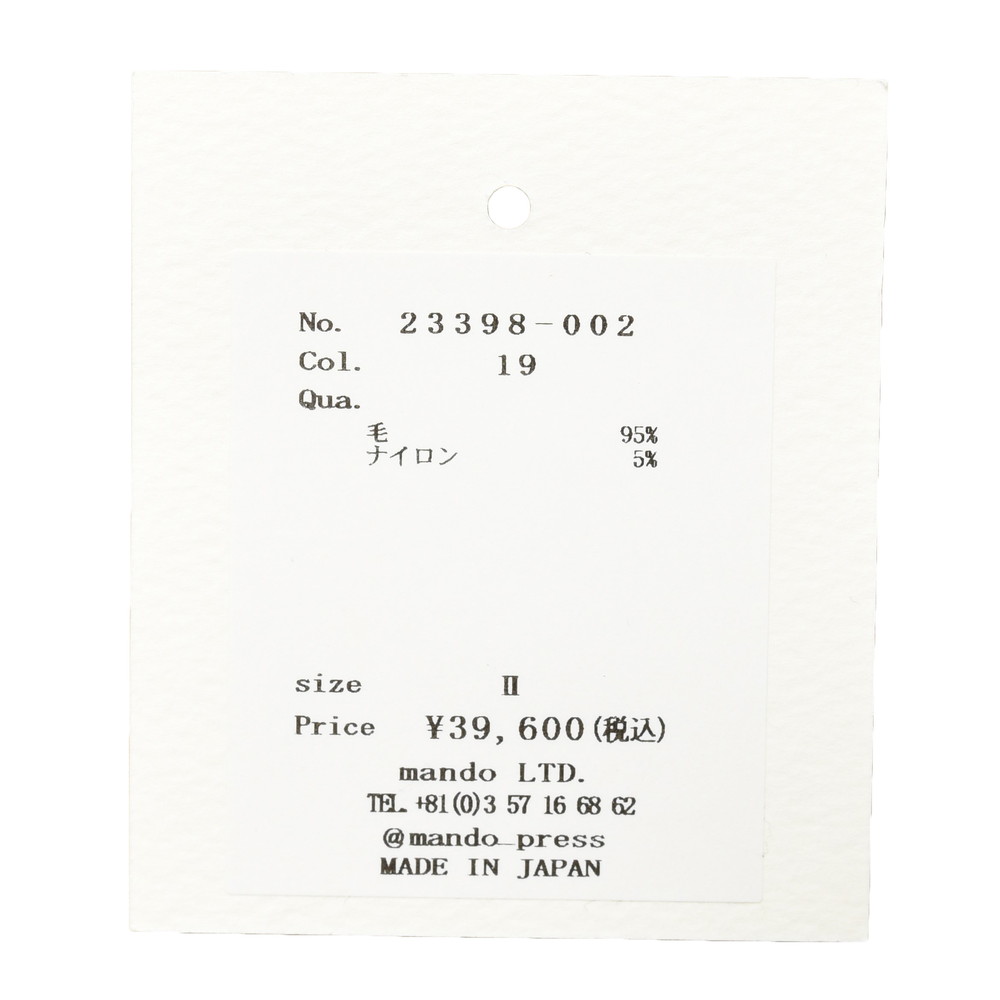 No. 23398-002
Col. 19
Qua.
毛 95%
ナイロン 5%
size Ⅱ
Price ¥39,600(税込)
mando LTD.
TEL. +81(0)3 57 16 68 62
@mando_press
MADE IN JAPAN